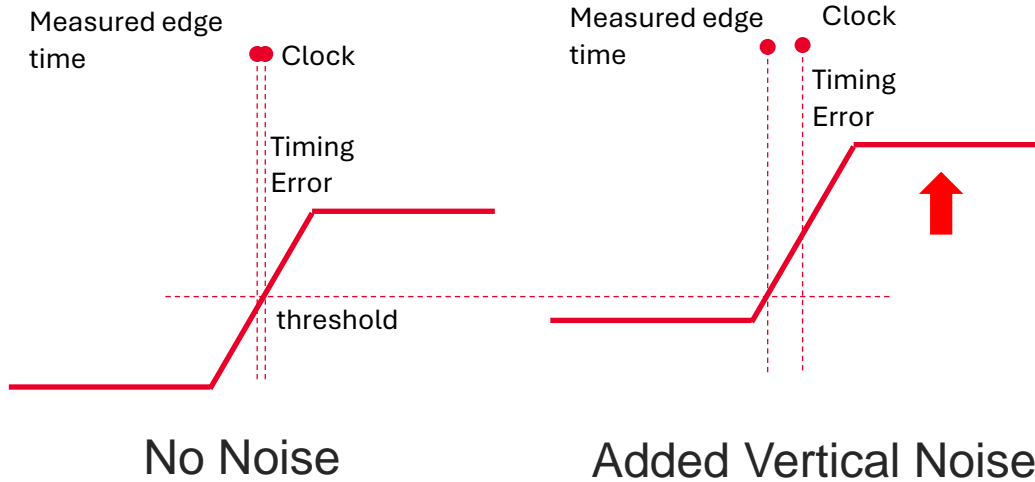 Measured edge
time
Clock
Timing
Error
threshold
No Noise
Measured edge
time
Clock
Timing
Error
Added Vertical Noise